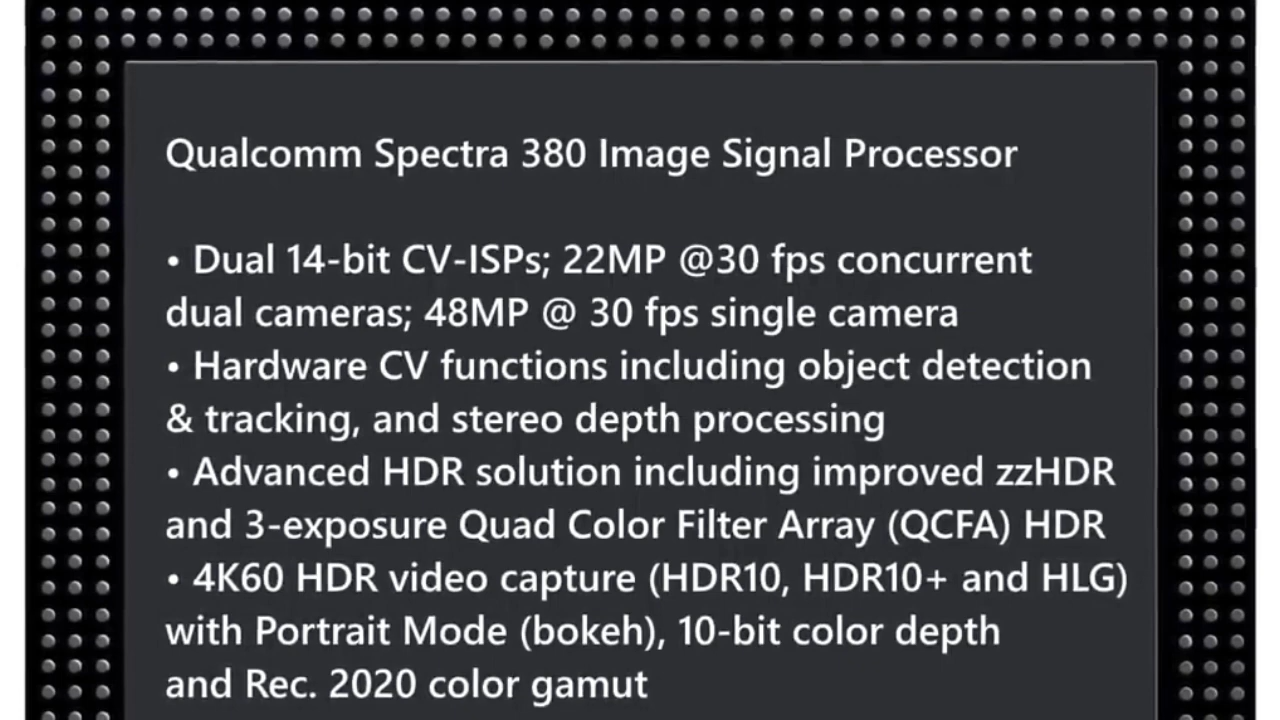 Qualcomm Spectra 380 Image Signal Processor
• Dual 14-bit CV-ISPs; 22MP @30 fps concurrent
dual cameras; 48MP @ 30 fps single camera
• Hardware CV functions including object detection
& tracking, and stereo depth processing
• Advanced HDR solution including improved zzHDR
and 3-exposure Quad Color Filter Array (QCFA) HDR
• 4K60 HDR video capture (HDR10, HDR10+ and HLG)
with Portrait Mode (bokeh), 10-bit color depth
and Rec. 2020 color gamut